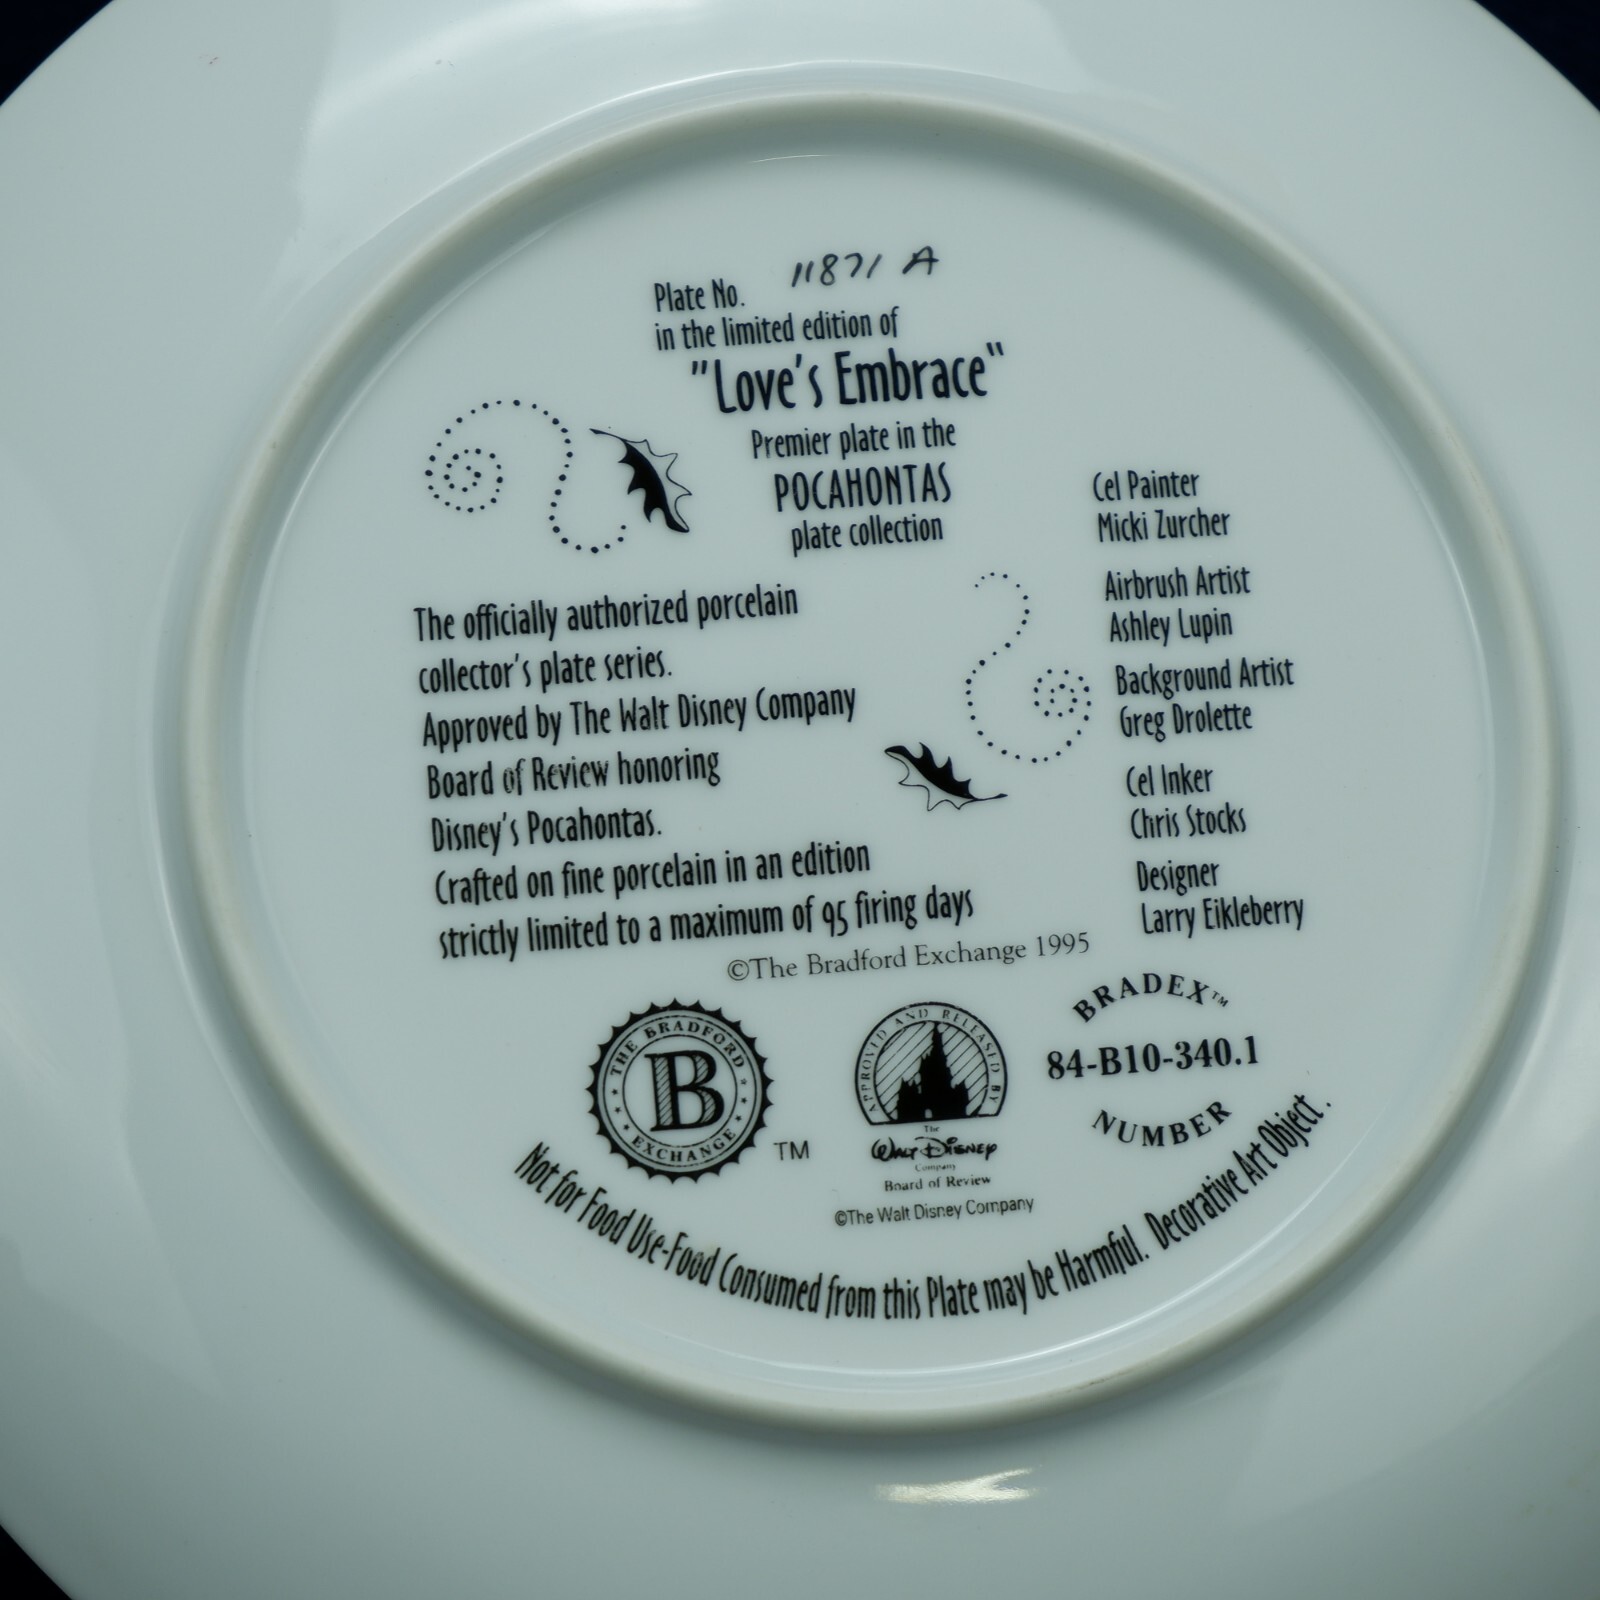 Plate No. 11871 A
in the limited edition of
"Love's Embrace"
Premier plate in the
POCAHONTAS
plate collection
The officially authorized porcelain
collector's plate series.
Approved by The Walt Disney Company
Board of Review honoring
Disney's Pocahontas.
Crafted on fine porcelain in an edition
strictly limited to a maximum of 95 firing days
©The Bradford Exchange 1995
Cel Painter
Micki Zurcher
Airbrush Artist
Ashley Lupin
Background Artist
Greg Drolette
Cel Inker
Chris Stocks
Designer
Larry Eikleberry
THE BRADFORD
B
EXCHANGE
TM
APPROVED AND RELEASED BY
The
WALT DISNEY
Company
Board of Review
©The Walt Disney Company
BRADEX™
84-B10-340.1
NUMBER
Not for Food Use-Food Consumed from this Plate may be Harmful. Decorative Art Object.